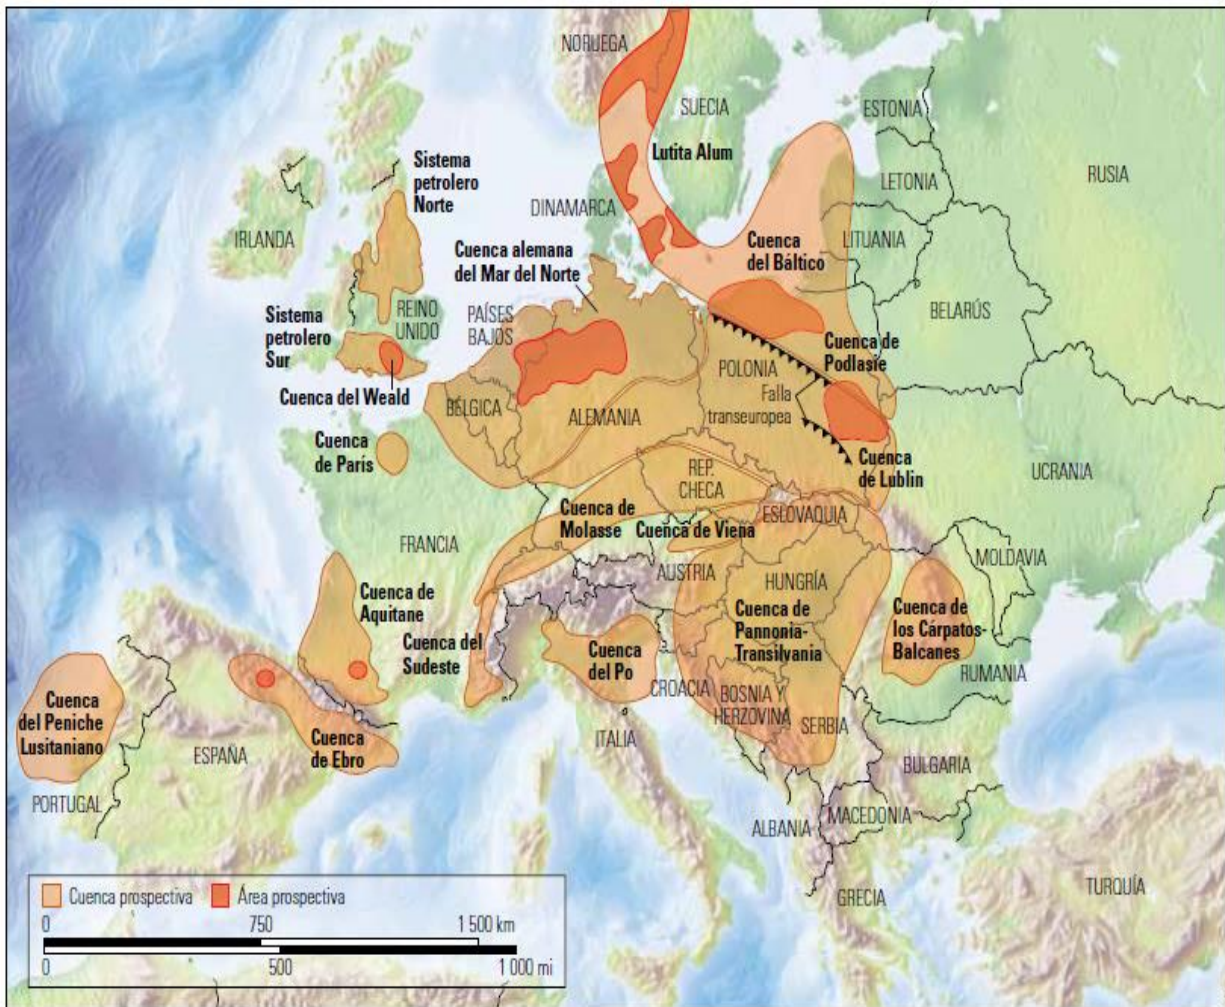 NORUEGA
SUECIA
ESTONIA
Lutita Alum
Sistema
petrolero
Norte
LETONIA
RUSIA
DINAMARCA
IRLANDA
Cuenca alemana
del Mar del Norte
Cuenca
del Báltico
LITUANIA
REINO
UNIDO
PAÍSES
BAJOS
BELARÚS
Sistema
petrolero
Sur
Cuenca de
Podlasie
POLONIA
Cuenca del Weald
Falla
transeuropea
BÉLGICA
ALEMANIA
Cuenca
de París
Cuenca
de Lublin
REP.
CHECA
UCRANIA
Cuenca de
Molasse
ESLOVAQUIA
Cuenca de Viena
FRANCIA
MOLDAVIA
AUSTRIA
HUNGRÍA
Cuenca de
Aquitane
Cuenca de
Pannonia-
Transilvania
Cuenca de
los Cárpatos-
Balcanes
Cuenca del
Sudeste
Cuenca
del Po
RUMANIA
CROACIA
Cuenca
del Peniche
Lusitaniano
BOSNIA Y
HERZOVINA
SERBIA
Cuenca
de Ebro
ITALIA
ESPAÑA
BULGARIA
PORTUGAL
MACEDONIA
ALBANIA
GRECIA
TURQUÍA
Cuenca prospectiva Área prospectiva
0 750 1 500 km
0 500 1 000 mi